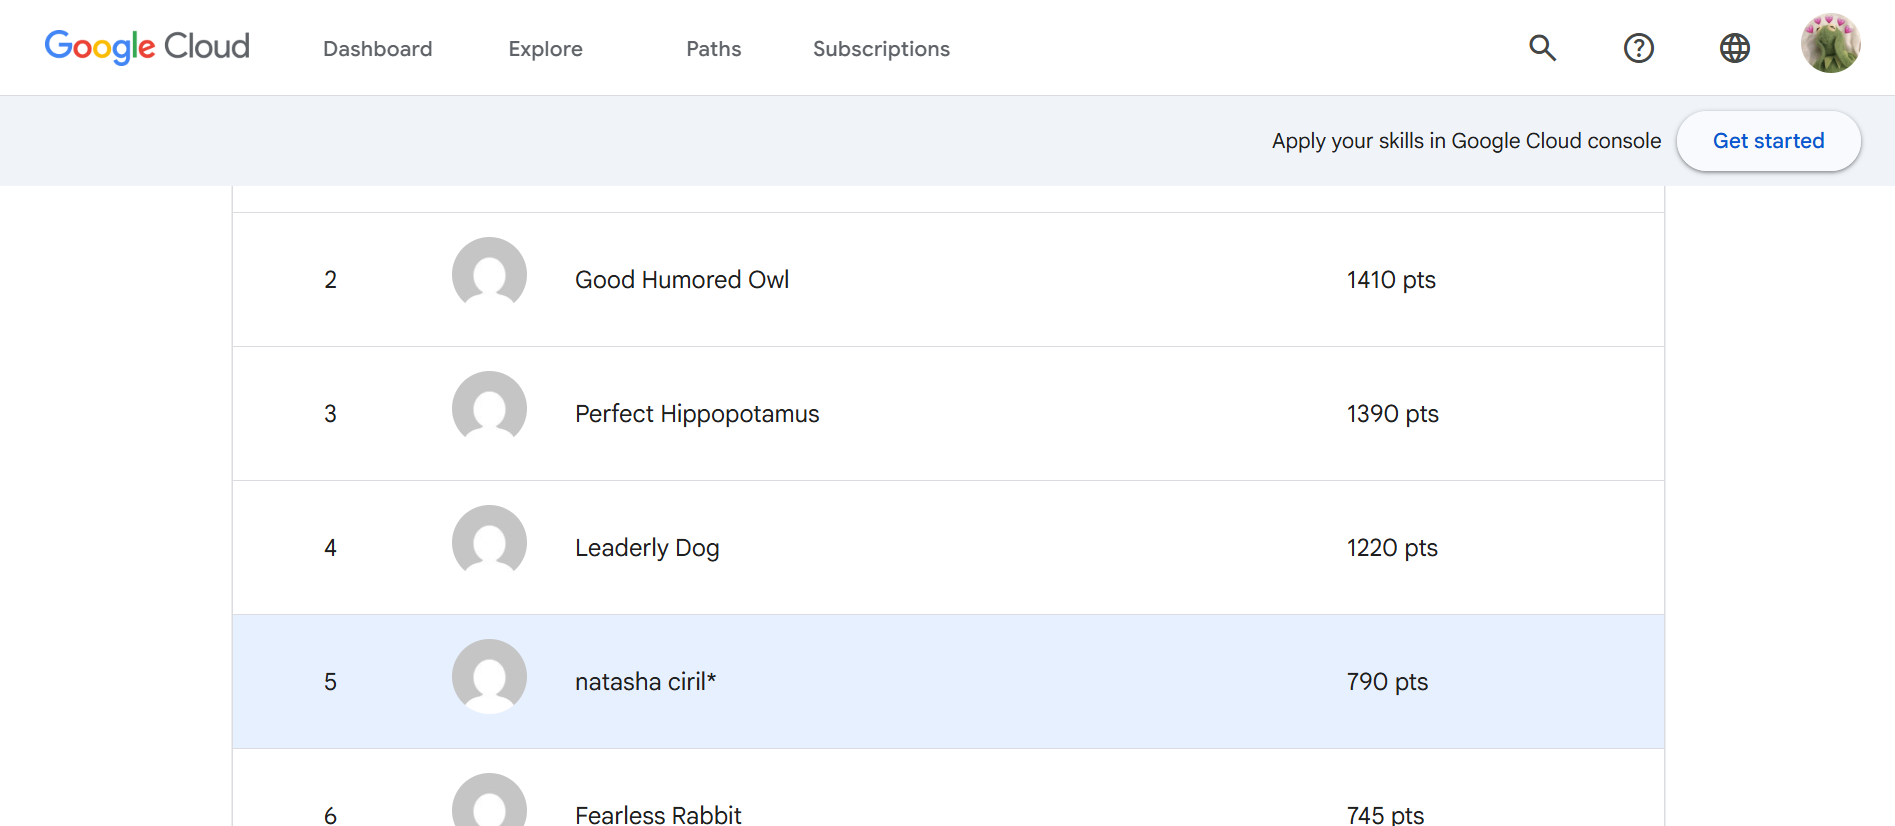 Google Cloud Dashboard Explore Paths Subscriptions
Apply your skills in Google Cloud console Get started
2 Good Humored Owl 1410 pts
3 Perfect Hippopotamus 1390 pts
4 Leaderly Dog 1220 pts
5 natasha ciril* 790 pts
6 Fearless Rabbit 745 pts